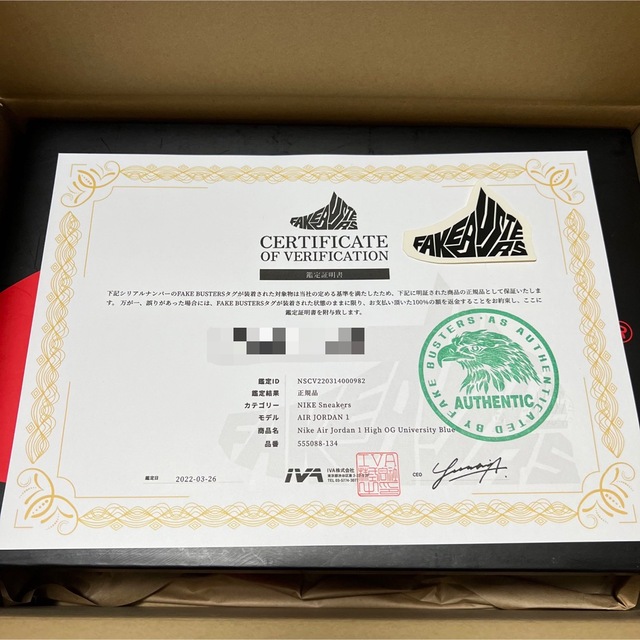 FAKEBUSTERS
FAKEBUSTERS
CERTIFICATE
OF VERIFICATION
鑑定証明書
下記シリアルナンバーのFAKE BUSTERSタグが装着された対象物は当社の定める基準を満たしたため、下記に明証された商品の正規品として保証いたしま
す。 万が一、誤りがあった場合には、FAKE BUSTERSタグが装着された状態のままに限り、お支払い頂いた100%の額を返金することをお約束し、ここに
鑑定証明書を附与致します。
鑑定ID NSCV220314000982
鑑定結果 正規品
カテゴリー NIKE Sneakers
モデル AIR JORDAN 1
商品名 Nike Air Jordan 1 High OG University Blue
品番 555088-134
FAKE BUSTERS' AS AUTHENTICATED BY
AUTHENTIC
鑑定日 2022-03-26
IVA IVA株式会社
IVA
CEO
®